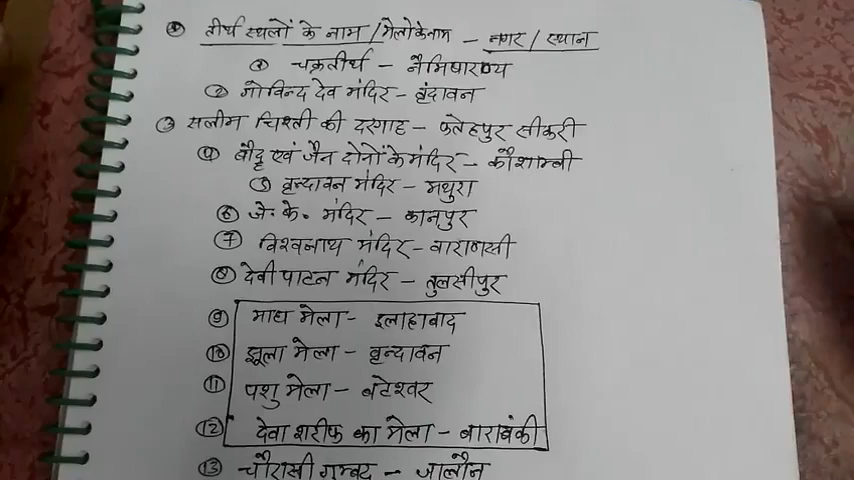 * तीर्थ स्थलों के नाम / मेलोकेनाम - नगर / स्थान
① चक्रतीर्थ - नैमिषारण्य
② गोविन्द देव मंदिर - वृंदावन
③ सलीम चिश्ती की दरगाह - फतेहपुर सीकरी
④ बौद्ध एवं जैन दोनों के मंदिर - कौशाम्बी
⑤ वृन्दावन मंदिर - मथुरा
⑥ जे. के. मंदिर - कानपुर
⑦ विश्वनाथ मंदिर - वाराणसी
⑧ देवी पाटन मंदिर - तुलसीपुर
⑨ माघ मेला - इलाहाबाद
⑩ झूला मेला - वृन्दावन
⑪ पशु मेला - बटेश्वर
⑫ देवा शरीफ का मेला - बाराबंकी
⑬ चौरासी गुम्बद - जालौन